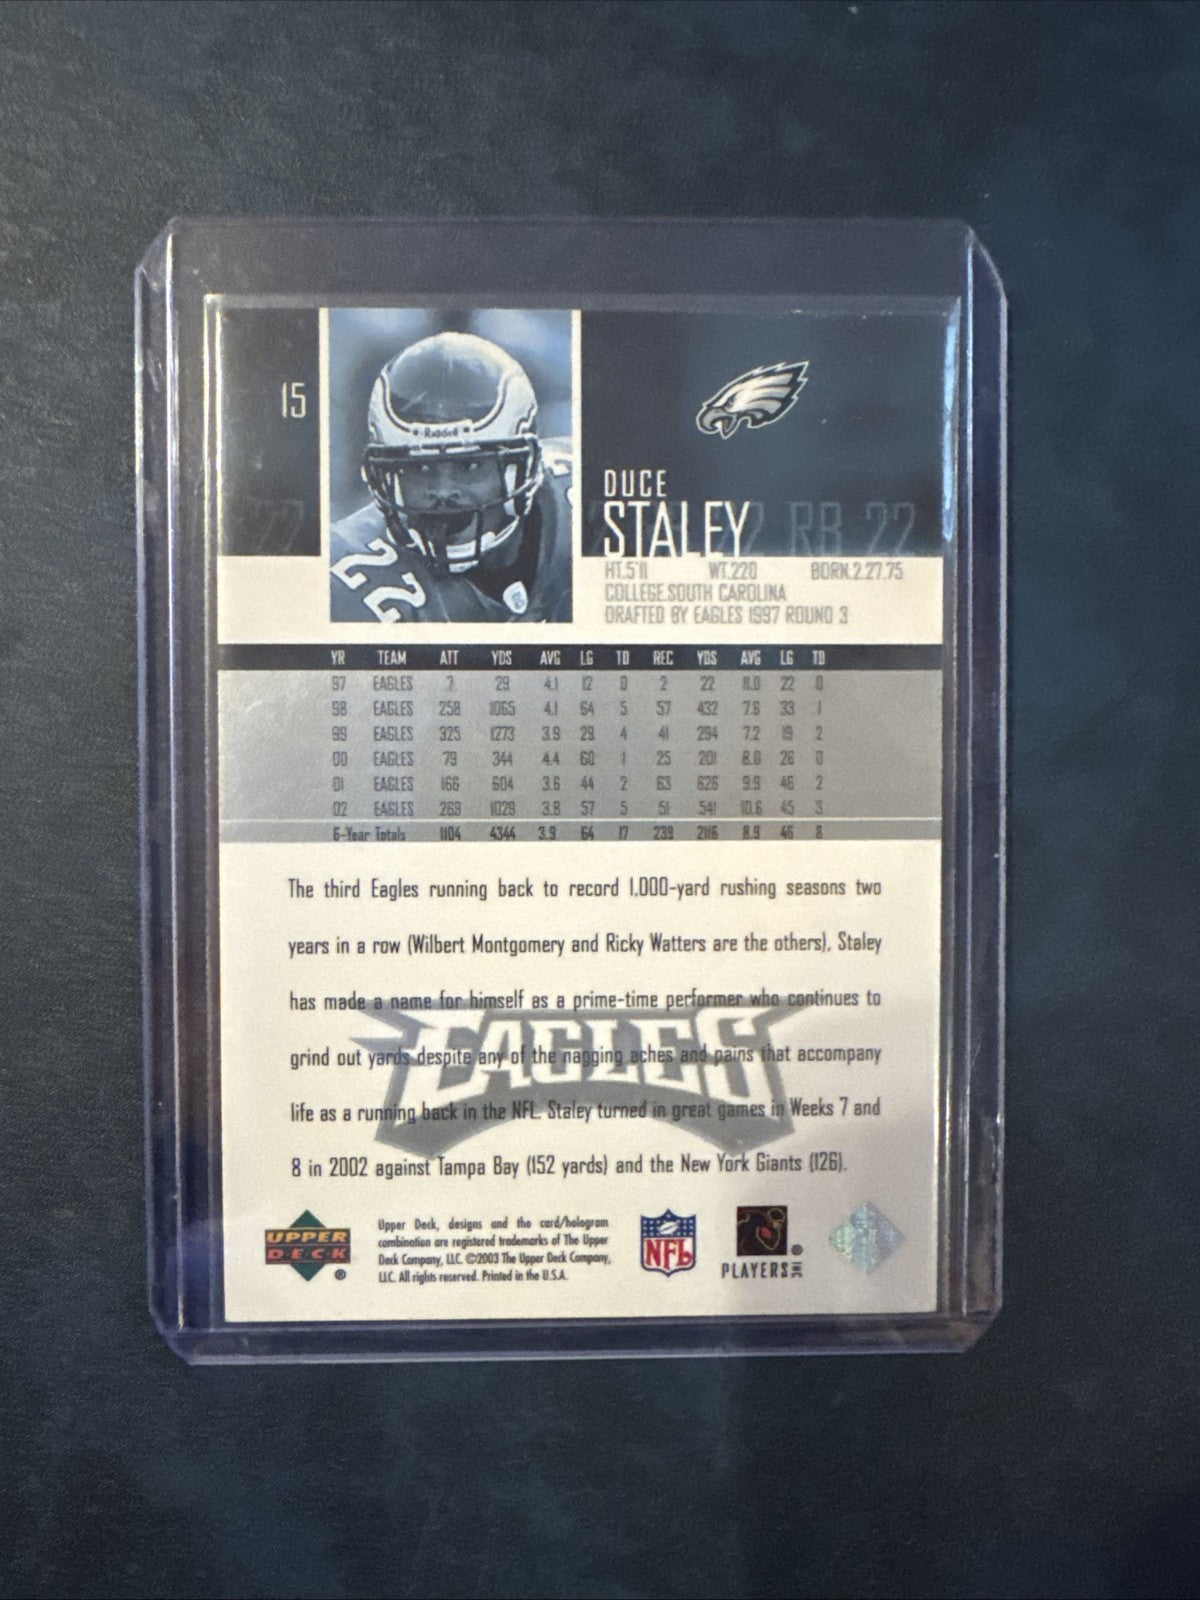 15
Riddell
22
DUCE
STALEY
22 RB 22
HT.5'11 WT.220 BORN.2.27.75
COLLEGE.SOUTH CAROLINA
DRAFTED BY EAGLES 1997 ROUND 3
YR TEAM ATT YDS AVG LG TD REC YDS AVG LG TD
97 EAGLES 7 29 4.1 12 0 2 22 11.0 22 0
98 EAGLES 258 1065 4.1 64 5 57 432 7.6 33 1
99 EAGLES 325 1273 3.9 29 4 41 294 7.2 19 2
00 EAGLES 79 344 4.4 60 1 25 201 8.0 26 0
01 EAGLES 166 604 3.6 44 2 63 626 9.9 46 2
02 EAGLES 269 1029 3.8 57 5 51 541 10.6 45 3
6-Year Totals 1104 4344 3.9 64 17 239 2116 8.9 46 8
The third Eagles running back to record 1,000-yard rushing seasons two
years in a row (Wilbert Montgomery and Ricky Watters are the others), Staley
has made a name for himself as a prime-time performer who continues to
grind out yards despite any of the nagging aches and pains that accompany
life as a running back in the NFL. Staley turned in great games in Weeks 7 and
8 in 2002 against Tampa Bay (152 yards) and the New York Giants (126).
EAGLES
UPPER
DECK
®
Upper Deck, designs and the card/hologram
combination are registered trademarks of The Upper
Deck Company, LLC. ©2003 The Upper Deck Company,
LLC. All rights reserved. Printed in the U.S.A.
NFL
®
PLAYERS INC